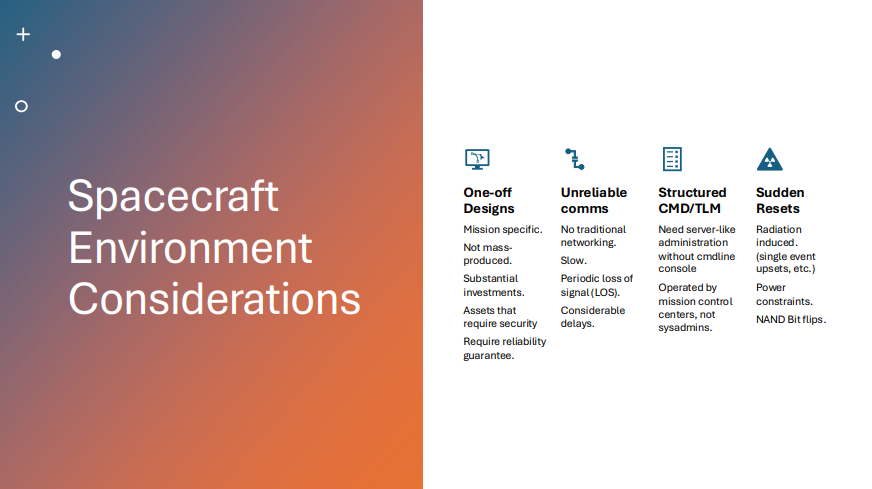 Spacecraft
Environment
Considerations
One-off
Designs
Mission specific.
Not mass-
produced.
Substantial
investments.
Assets that
require security
Require reliability
guarantee.
Unreliable
comms
No traditional
networking.
Slow.
Periodic loss of
signal (LOS).
Considerable
delays.
Structured
CMD/TLM
Need server-like
administration
without cmdline
console
Operated by
mission control
centers, not
sysadmins.
Sudden
Resets
Radiation
induced.
(single event
upsets, etc.)
Power
constraints.
NAND Bit flips.